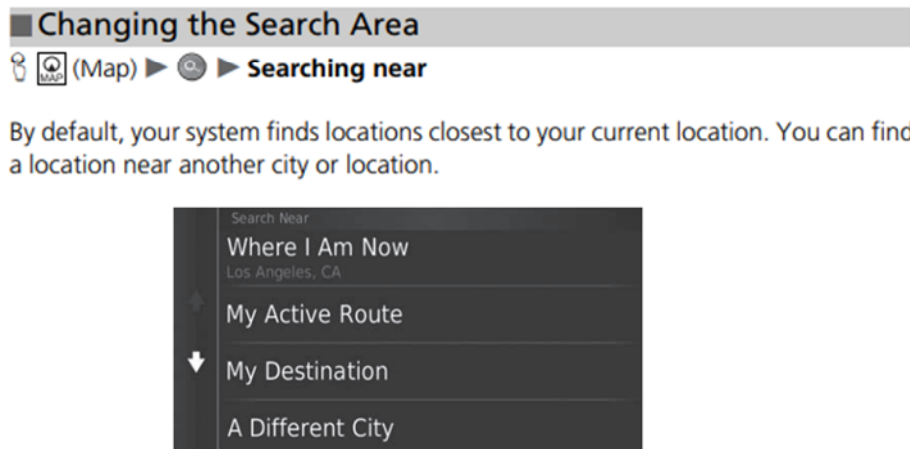 Changing the Search Area
MAP (Map) ▶ ▶ Searching near
By default, your system finds locations closest to your current location. You can find
a location near another city or location.
Search Near
Where I Am Now
Los Angeles, CA
My Active Route
My Destination
A Different City